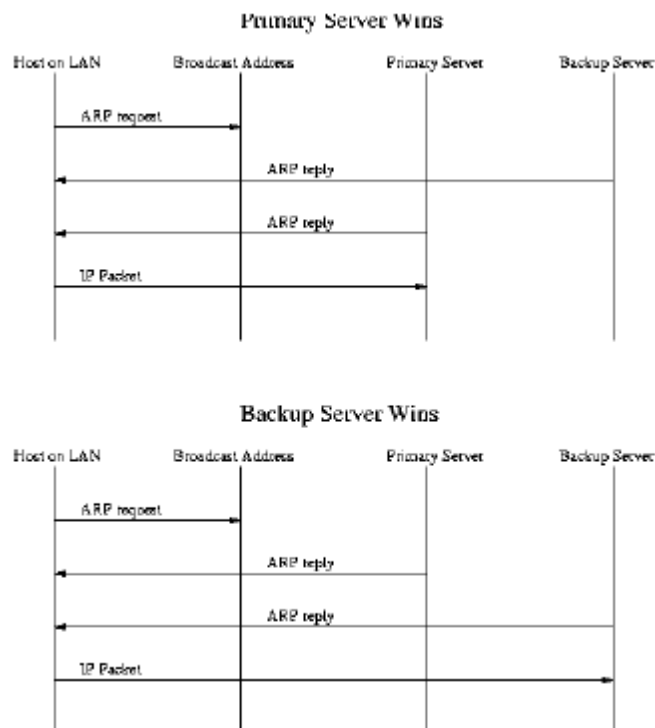 Primary Server Wins
Host on LAN Broadcast Address Primary Server Backup Server
ARP request
ARP reply
ARP reply
IP Packet
Backup Server Wins
Host on LAN Broadcast Address Primary Server Backup Server
ARP request
ARP reply
ARP reply
IP Packet